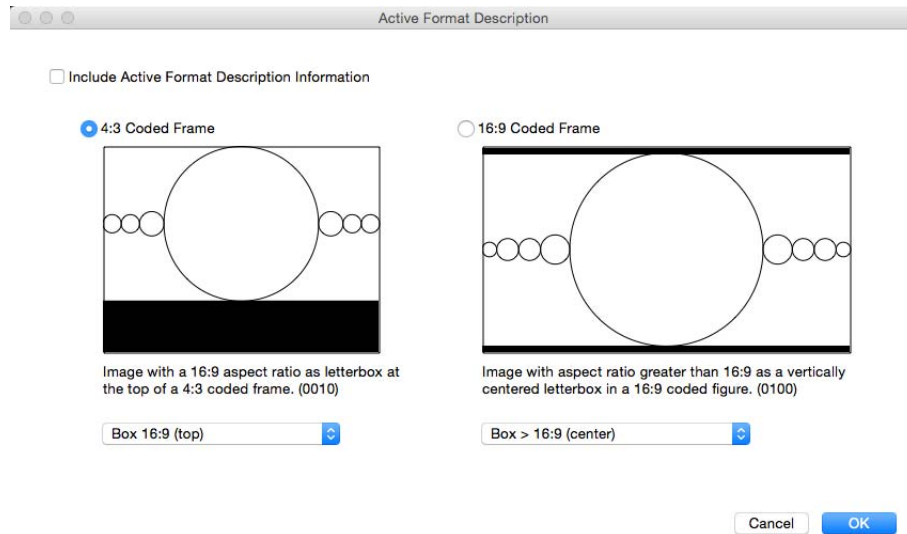 Active Format Description
Include Active Format Description Information
4:3 Coded Frame
16:9 Coded Frame
Image with a 16:9 aspect ratio as letterbox at
the top of a 4:3 coded frame. (0010)
Image with aspect ratio greater than 16:9 as a vertically
centered letterbox in a 16:9 coded figure. (0100)
Box 16:9 (top)
Box > 16:9 (center)
Cancel
OK